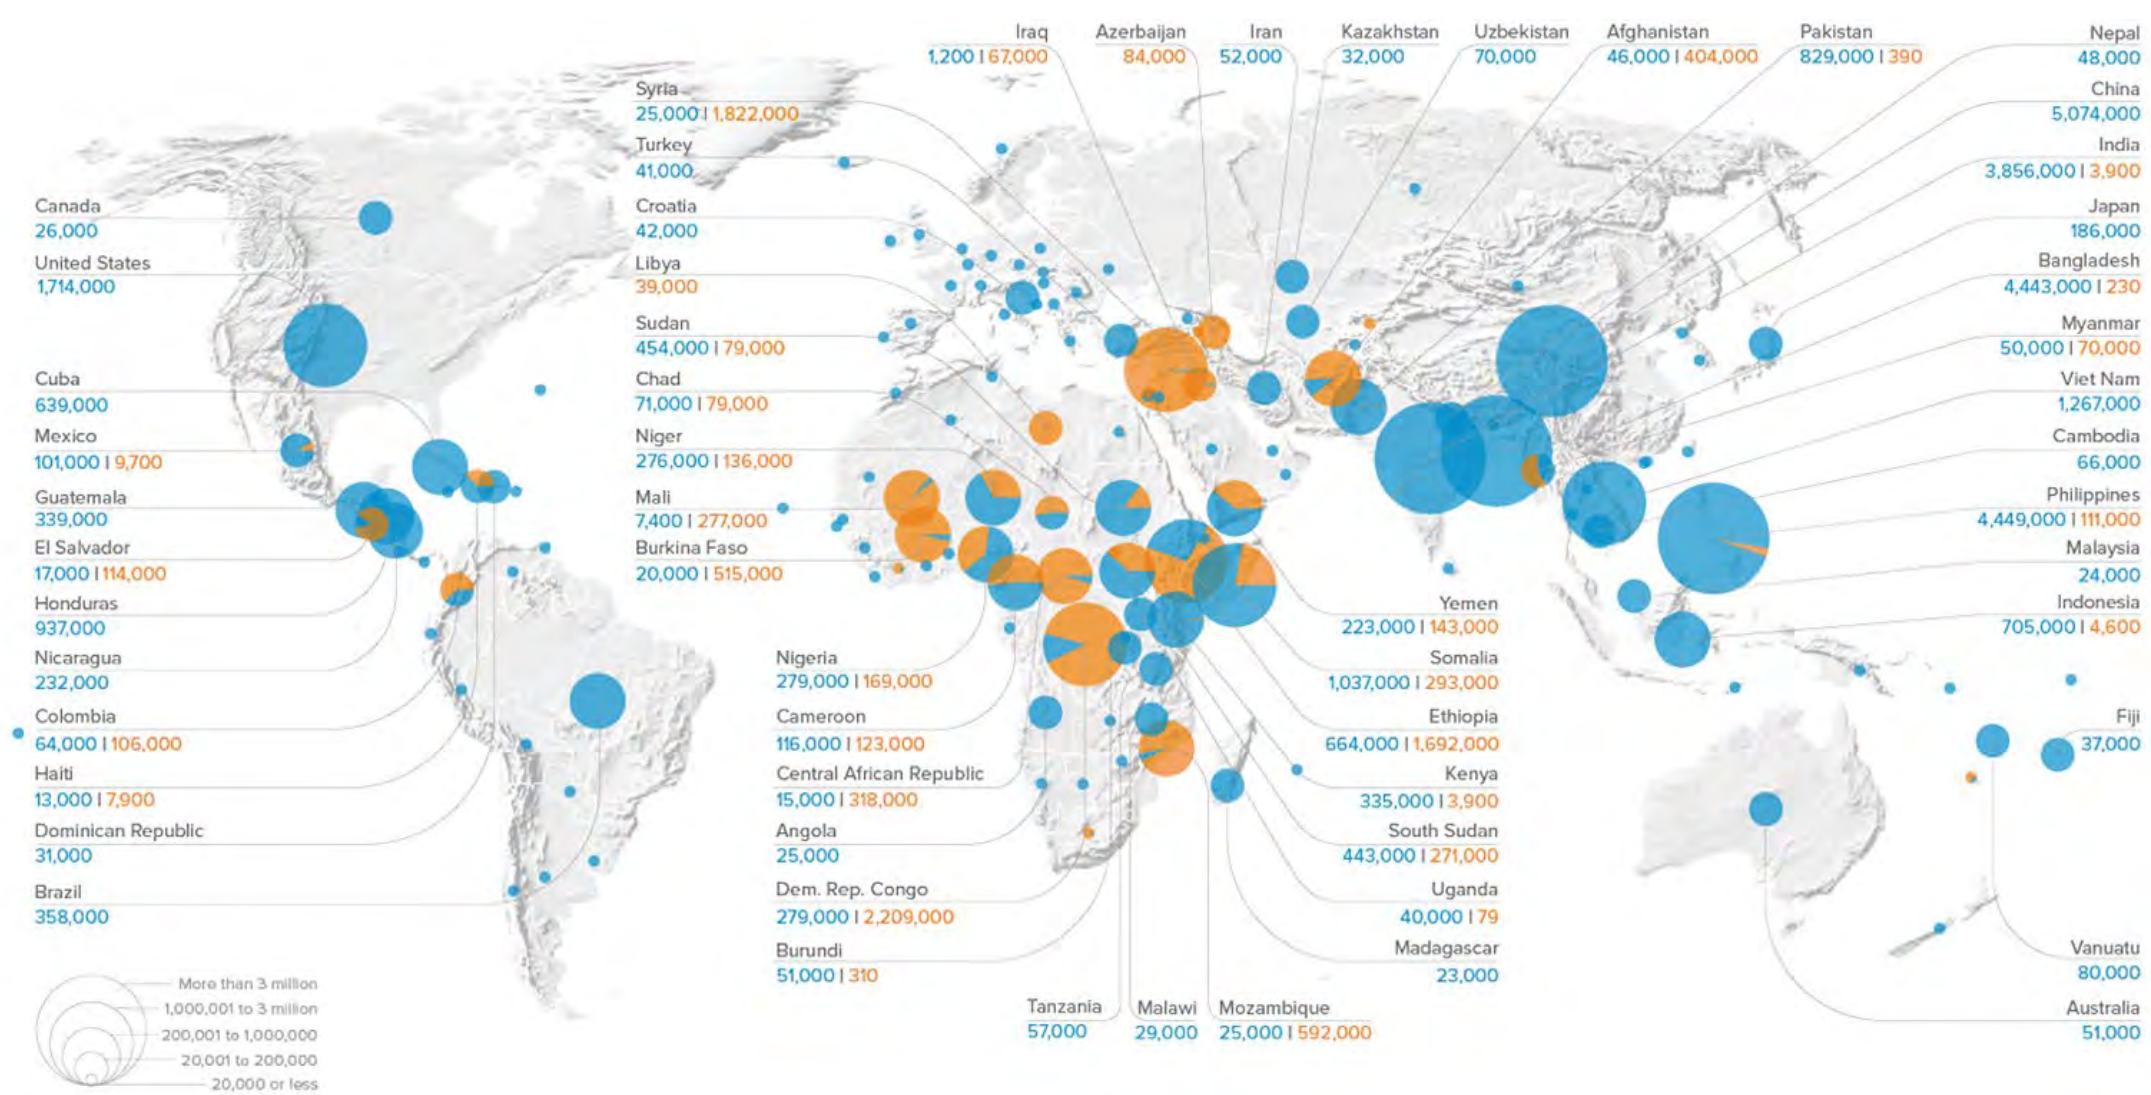 Iraq
1,200 | 67,000
Azerbaijan
84,000
Iran
52,000
Kazakhstan
32,000
Uzbekistan
70,000
Afghanistan
46,000 | 404,000
Pakistan
829,000 | 390
Nepal
48,000
China
5,074,000
India
3,856,000 | 3,900
Japan
186,000
Bangladesh
4,443,000 | 230
Myanmar
50,000 | 70,000
Viet Nam
1,267,000
Cambodia
66,000
Philippines
4,449,000 | 111,000
Malaysia
24,000
Indonesia
705,000 | 4,600
Fiji
37,000
Vanuatu
80,000
Australia
51,000
Syria
25,000 | 1,822,000
Turkey
41,000
Croatia
42,000
Libya
39,000
Sudan
454,000 | 79,000
Chad
71,000 | 79,000
Niger
276,000 | 136,000
Mali
7,400 | 277,000
Burkina Faso
20,000 | 515,000
Canada
26,000
United States
1,714,000
Cuba
639,000
Mexico
101,000 | 9,700
Guatemala
339,000
El Salvador
17,000 | 114,000
Honduras
937,000
Nicaragua
232,000
Colombia
64,000 | 106,000
Haiti
13,000 | 7,900
Dominican Republic
31,000
Brazil
358,000
Nigeria
279,000 | 169,000
Cameroon
116,000 | 123,000
Central African Republic
15,000 | 318,000
Angola
25,000
Dem. Rep. Congo
279,000 | 2,209,000
Burundi
51,000 | 310
Tanzania
57,000
Malawi
29,000
Mozambique
25,000 | 592,000
Yemen
223,000 | 143,000
Somalia
1,037,000 | 293,000
Ethiopia
664,000 | 1,692,000
Kenya
335,000 | 3,900
South Sudan
443,000 | 271,000
Uganda
40,000 | 79
Madagascar
23,000
More than 3 million
1,000,001 to 3 million
200,001 to 1,000,000
20,001 to 200,000
20,000 or less